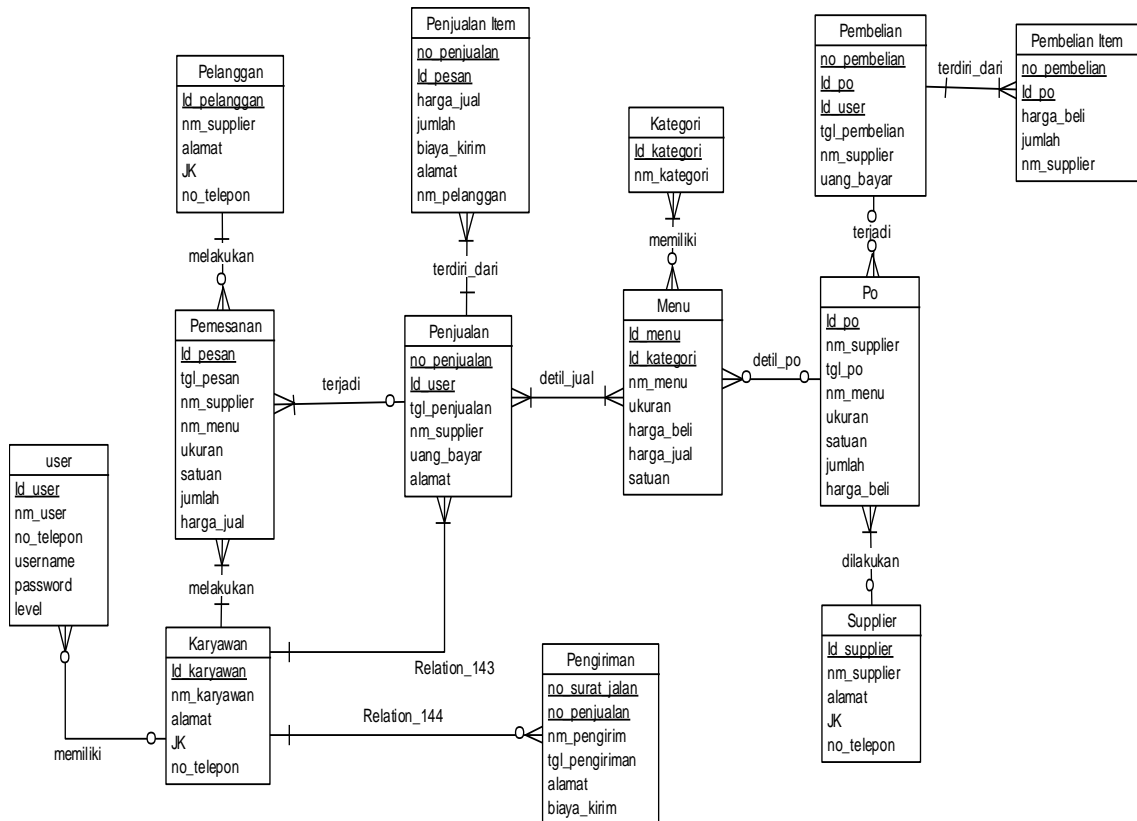 Penjualan Item
no_penjualan
Id_pesan
harga_jual
jumlah
biaya_kirim
alamat
nm_pelanggan
Pembelian
no_pembelian
Id_po
Id_user
tgl_pembelian
nm_supplier
uang_bayar
terdiri_dari
Pembelian Item
no_pembelian
Id_po
harga_beli
jumlah
nm_supplier
Pelanggan
Id_pelanggan
nm_supplier
alamat
JK
no_telepon
Kategori
Id_kategori
nm_kategori
melakukan
terdiri_dari
memiliki
terjadi
Pemesanan
Id_pesan
tgl_pesan
nm_supplier
nm_menu
ukuran
satuan
jumlah
harga_jual
terjadi
Penjualan
no_penjualan
Id_user
tgl_penjualan
nm_supplier
uang_bayar
alamat
detil_jual
Menu
Id_menu
Id_kategori
nm_menu
ukuran
harga_beli
harga_jual
satuan
detil_po
Po
Id_po
nm_supplier
tgl_po
nm_menu
ukuran
satuan
jumlah
harga_beli
user
Id_user
nm_user
no_telepon
username
password
level
melakukan
dilakukan
Karyawan
Id_karyawan
nm_karyawan
alamat
JK
no_telepon
Relation_143
Relation_144
memiliki
Pengiriman
no_surat_jalan
no_penjualan
nm_pengirim
tgl_pengiriman
alamat
biaya_kirim
Supplier
Id_supplier
nm_supplier
alamat
JK
no_telepon